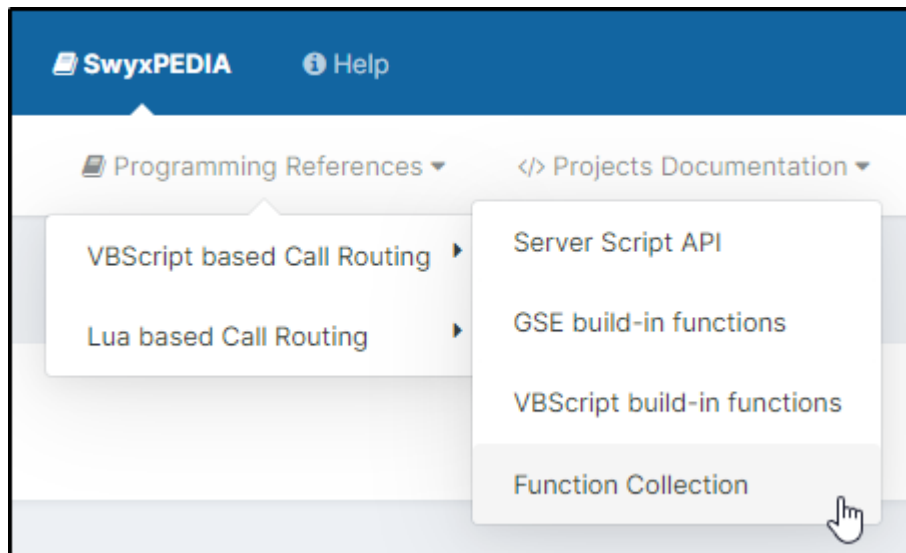 SwyxPEDIA Help
Programming References </> Projects Documentation
VBScript based Call Routing
Lua based Call Routing
Server Script API
GSE build-in functions
VBScript build-in functions
Function Collection